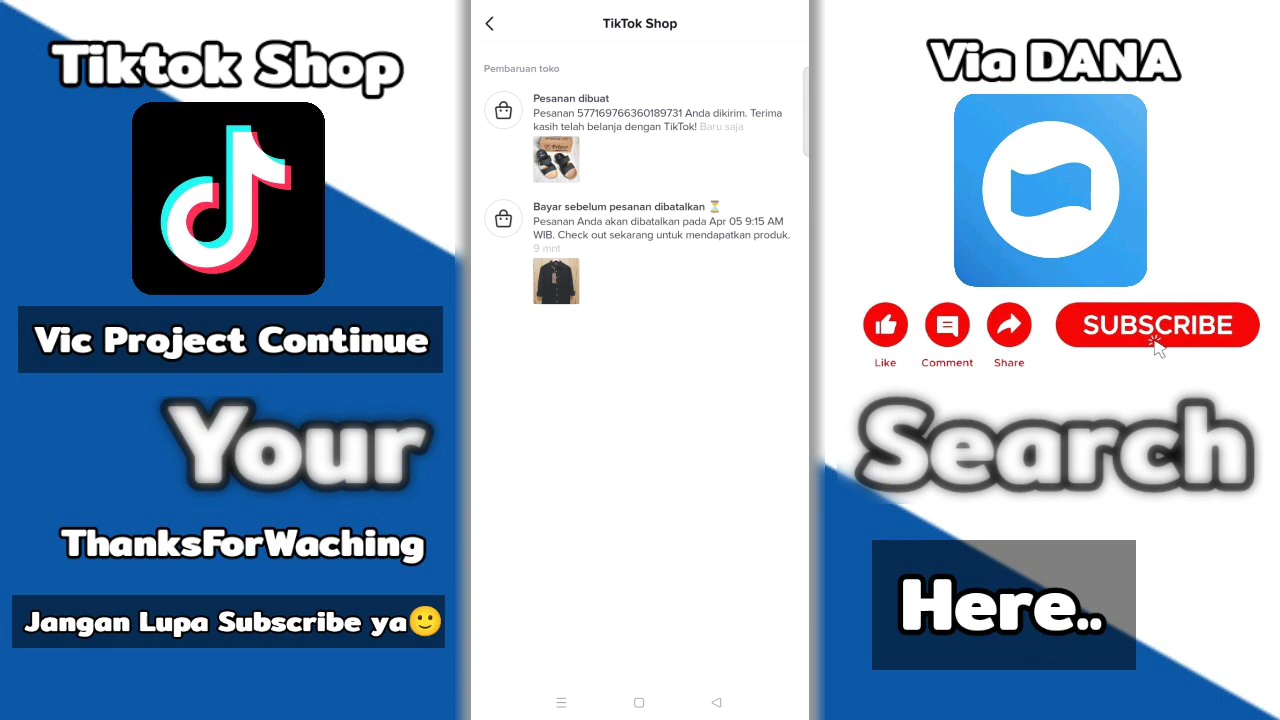 Tiktok Shop
Vic Project Continue
Your
ThanksForWaching
Jangan Lupa Subscribe ya🙂
TikTok Shop
Pembaruan toko
Pesanan dibuat
Pesanan 577169766360189731 Anda dikirim. Terima
kasih telah belanja dengan TikTok! Baru saja
Bayar sebelum pesanan dibatalkan ⏳
Pesanan Anda akan dibatalkan pada Apr 05 9:15 AM
WIB. Check out sekarang untuk mendapatkan produk.
9 mnt
Via DANA
SUBSCRIBE
Like Comment Share
Search
Here..